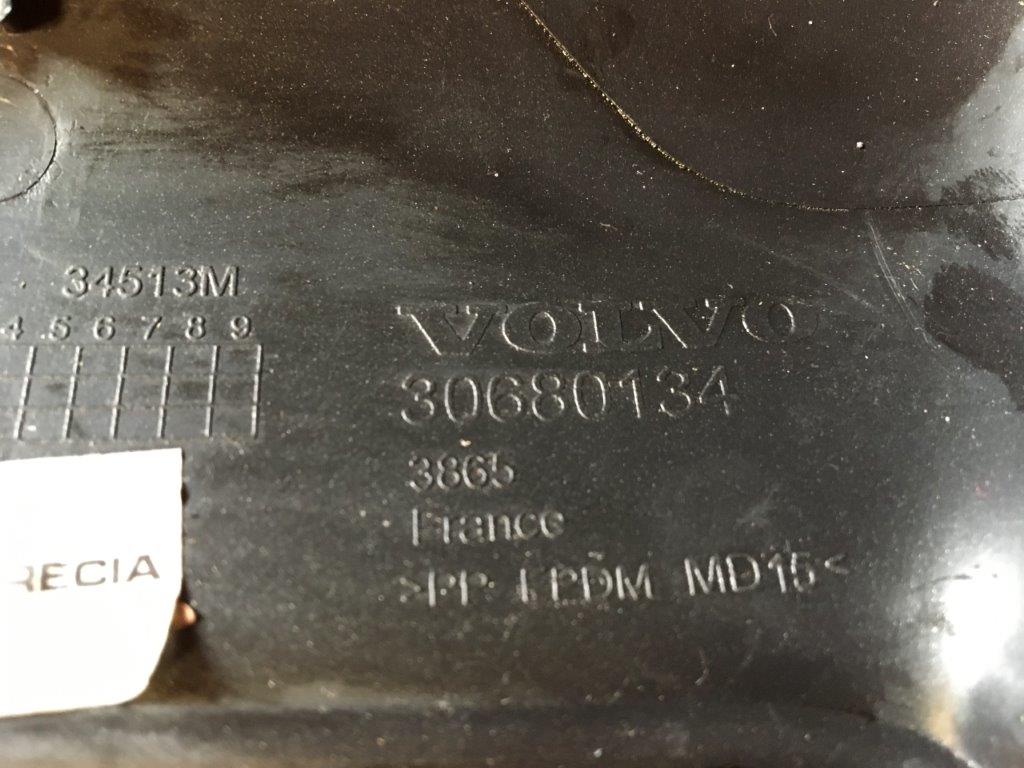 34513M
4 5 6 7 8 9
VOLVO
30680134
3865
France
>PP+EPDM MD15<
RECIA